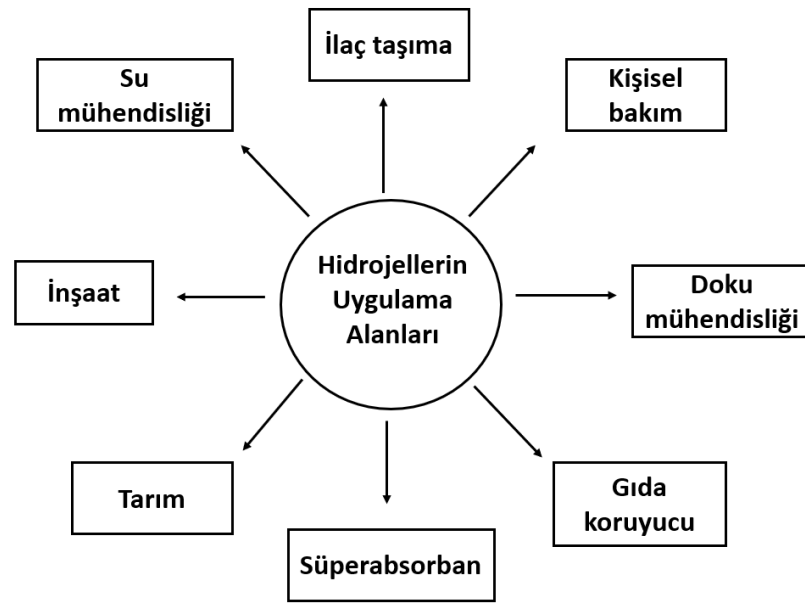 İlaç taşıma
Su
mühendisliği
Kişisel
bakım
Hidrojellerin
Uygulama
Alanları
İnşaat
Doku
mühendisliği
Tarım
Gıda
koruyucu
Süperabsorban